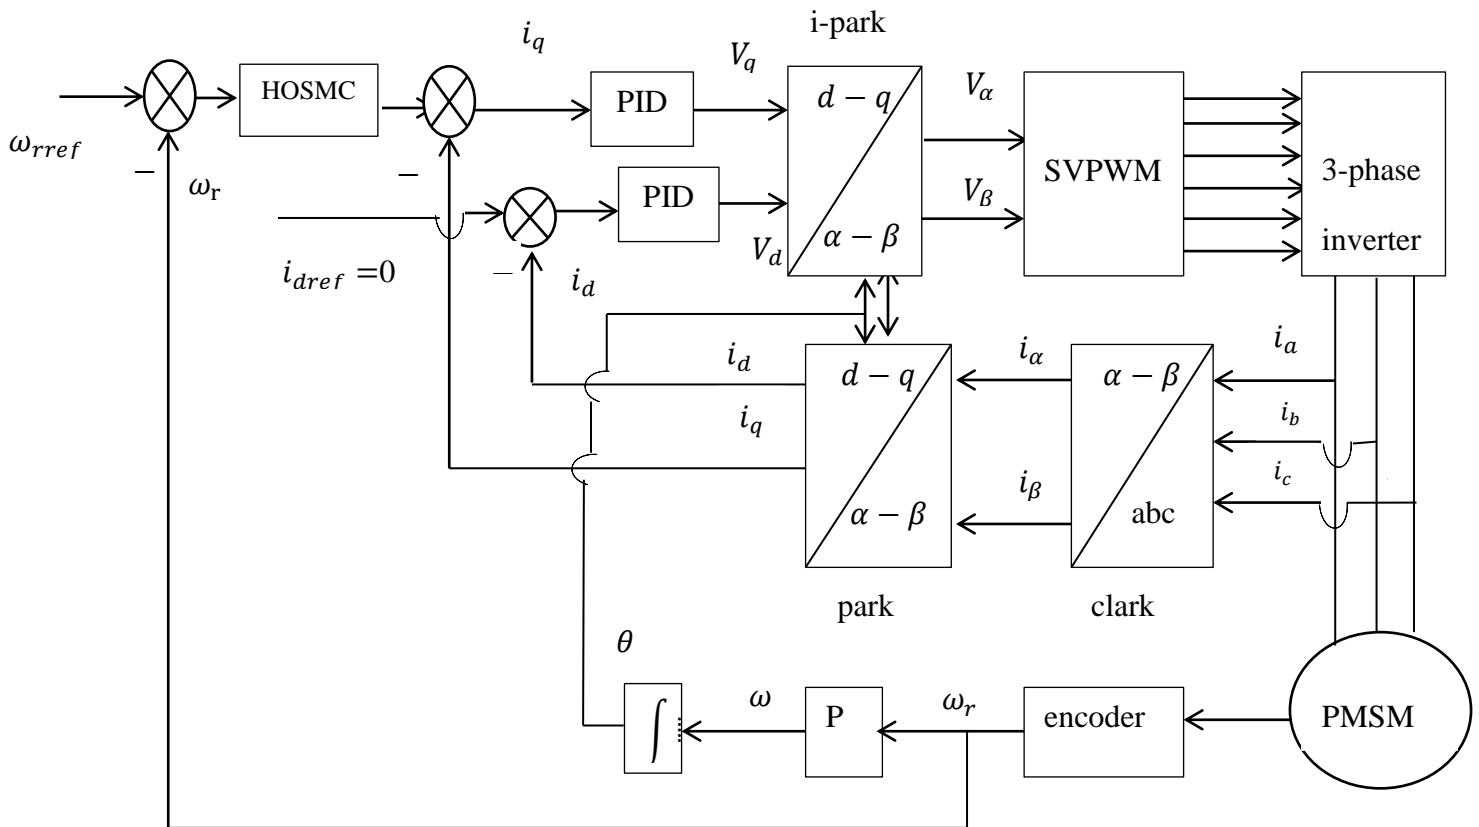 i-park
i_q
V_q
V_α
HOSMC
PID
d − q
ω_rref
−
ω_r
−
SVPWM
3-phase
PID
V_β
α − β
inverter
V_d
i_dref =0
−
i_d
i_a
i_α
i_d
d − q
α − β
i_b
i_q
i_c
i_β
α − β
abc
park
clark
θ
ω
ω_r
∫
P
encoder
PMSM